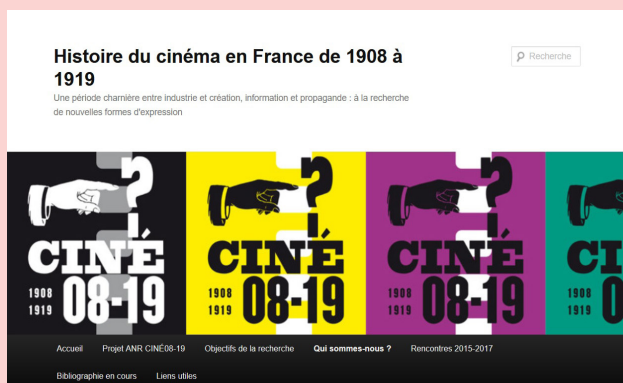 Histoire du cinéma en France de 1908 à
1919
Recherche
Une période charnière entre industrie et création, information et propagande : à la recherche
de nouvelles formes d'expression
? ? ?
CINÉ CINÉ CINÉ CI
1908 08-19 1908 08-19 1908 08-19 1908
1919 1919 1919 1919
Accueil Projet ANR CINÉ08-19 Objectifs de la recherche Qui sommes-nous ? Rencontres 2015-2017
Bibliographie en cours Liens utiles